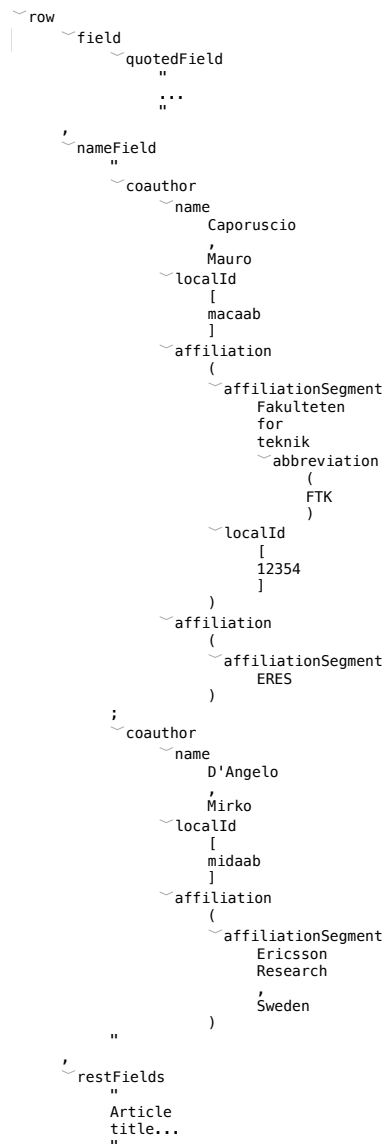 row
field
quotedField
"
...
"
,
nameField
"
coauthor
name
Caporuscio
,
Mauro
localId
[
macaab
]
affiliation
(
affiliationSegment
Fakulteten
for
teknik
abbreviation
(
FTK
)
localId
[
12354
]
)
affiliation
(
affiliationSegment
ERES
)
;
coauthor
name
D'Angelo
,
Mirko
localId
[
midaab
]
affiliation
(
affiliationSegment
Ericsson
Research
,
Sweden
)
"
,
restFields
"
Article
title...
"